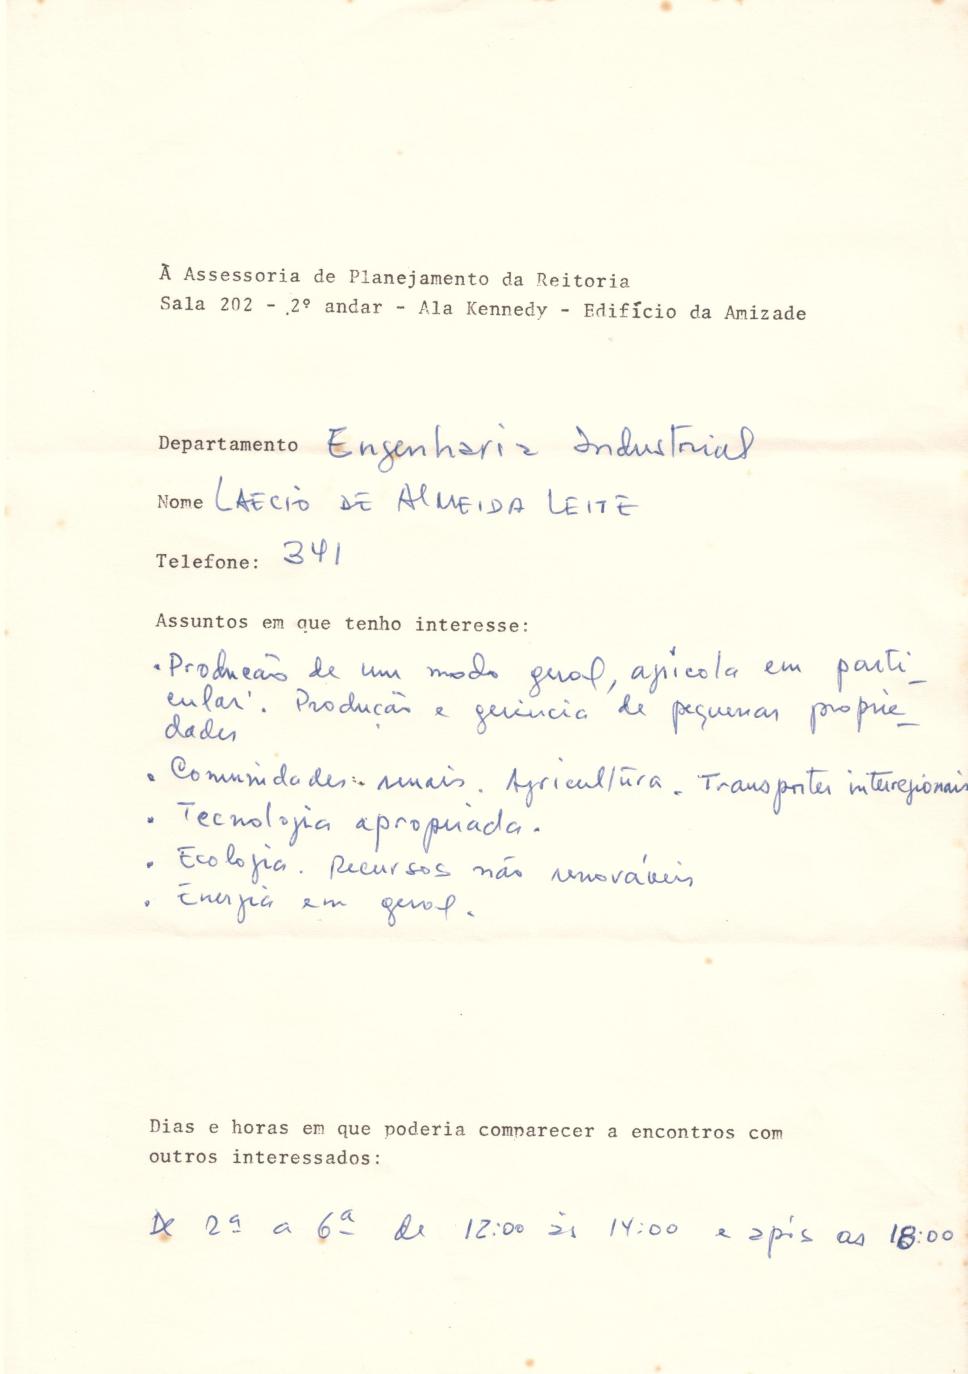 À Assessoria de Planejamento da Reitoria
Sala 202 - 2º andar - Ala Kennedy - Edifício da Amizade
Departamento Engenharia Industrial
Nome LAECIO DE ALMEIDA LEITE
Telefone: 341
Assuntos em que tenho interesse:
• Produção de um modo geral, apícola em parti_
cular. Produção e gerência de pequenas proprie_
dades
• Comunidades rurais. Agricultura. Transportes interregionais
• Tecnologia apropriada.
• Ecologia. Recursos não renováveis
• Energia em geral.
Dias e horas em que poderia comparecer a encontros com
outros interessados:
De 2ª a 6ª de 12:00 às 14:00 e após as 18:00